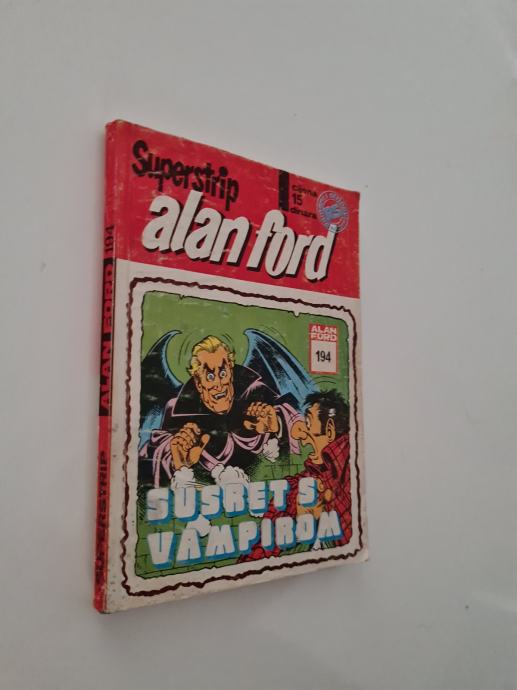 Superstrip
cijena
15
dinara
alan ford
ALAN
FORD
194
SUSRET S
VAMPIROM
SUPERSTRIP ALAN FORD 194